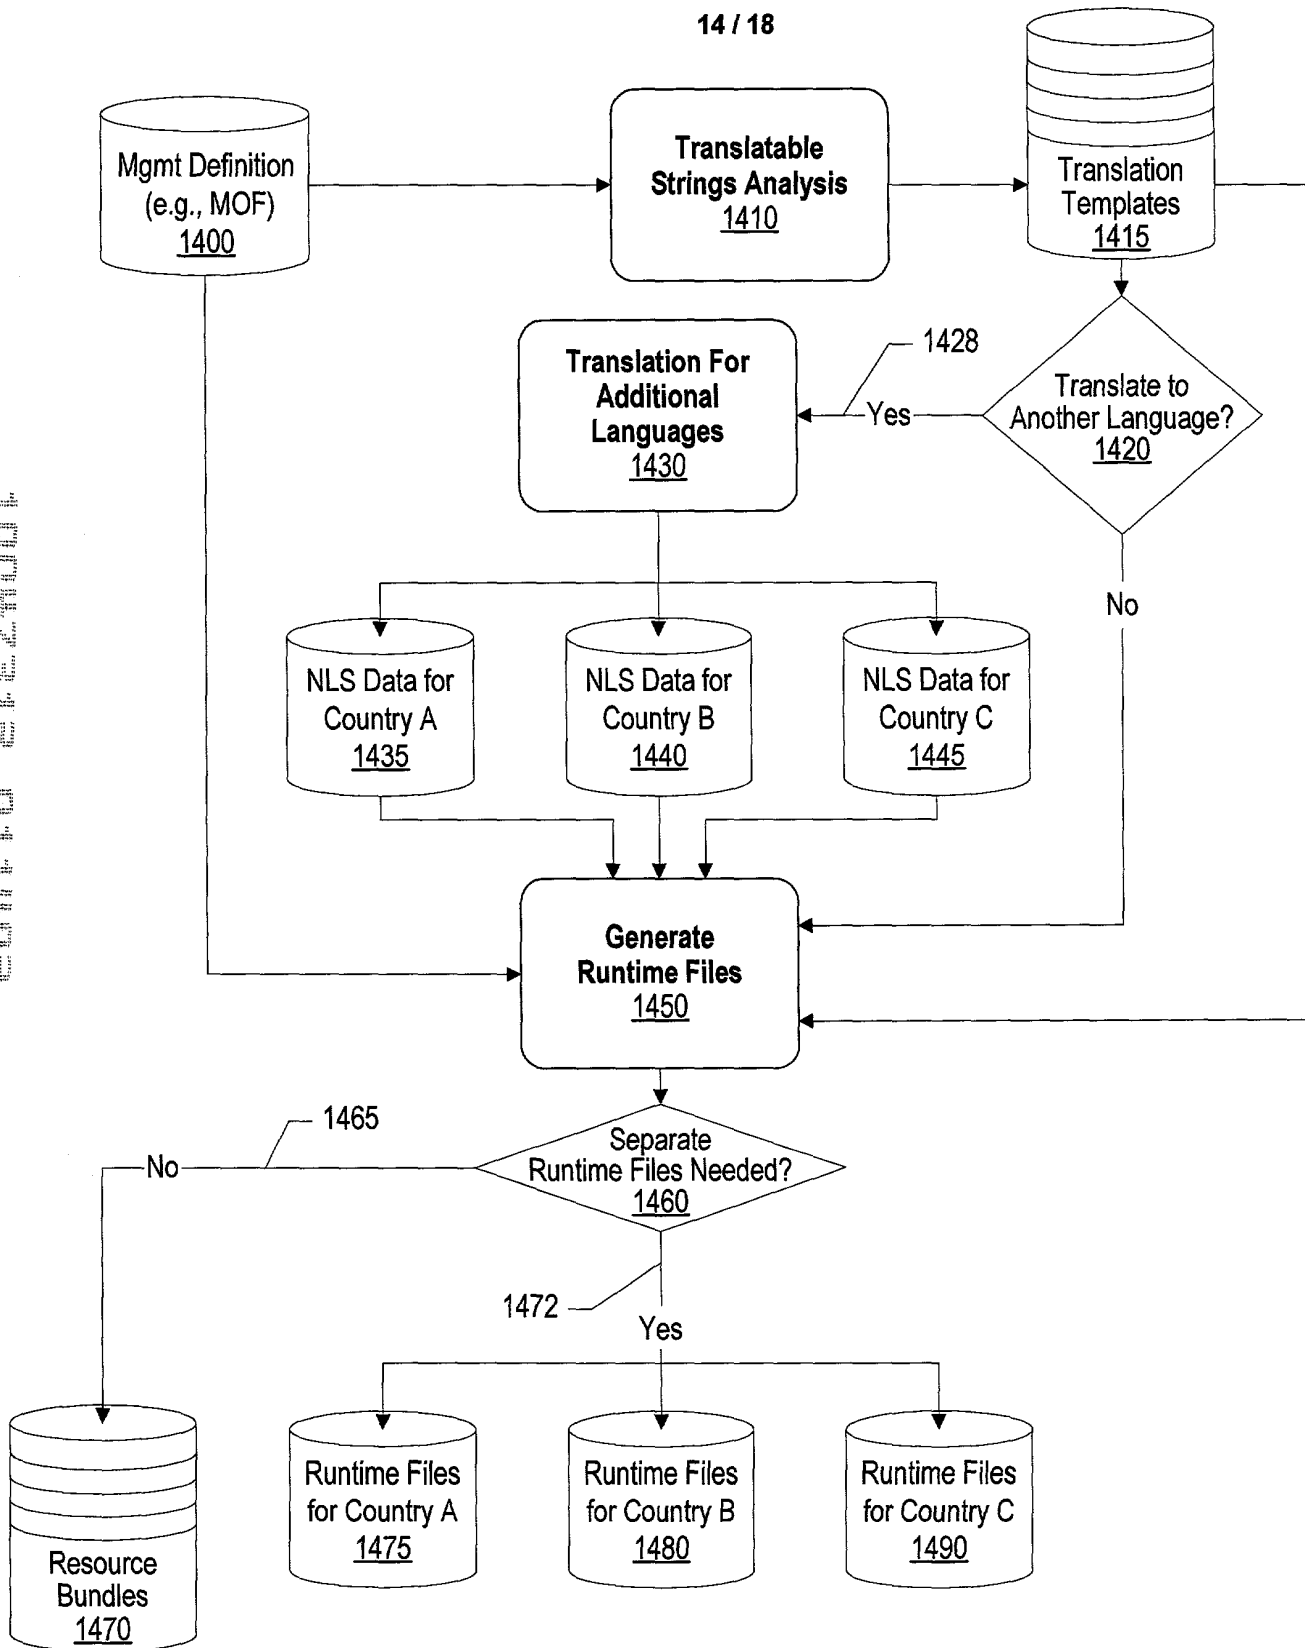 14 / 18
Mgmt Definition
(e.g., MOF)
1400
Translatable
Strings Analysis
1410
Translation
Templates
1415
Translation For
Additional
Languages
1430
1428
Yes
Translate to
Another Language?
1420
No
NLS Data for
Country A
1435
NLS Data for
Country B
1440
NLS Data for
Country C
1445
Generate
Runtime Files
1450
1465
No
Separate
Runtime Files Needed?
1460
1472
Yes
Resource
Bundles
1470
Runtime Files
for Country A
1475
Runtime Files
for Country B
1480
Runtime Files
for Country C
1490